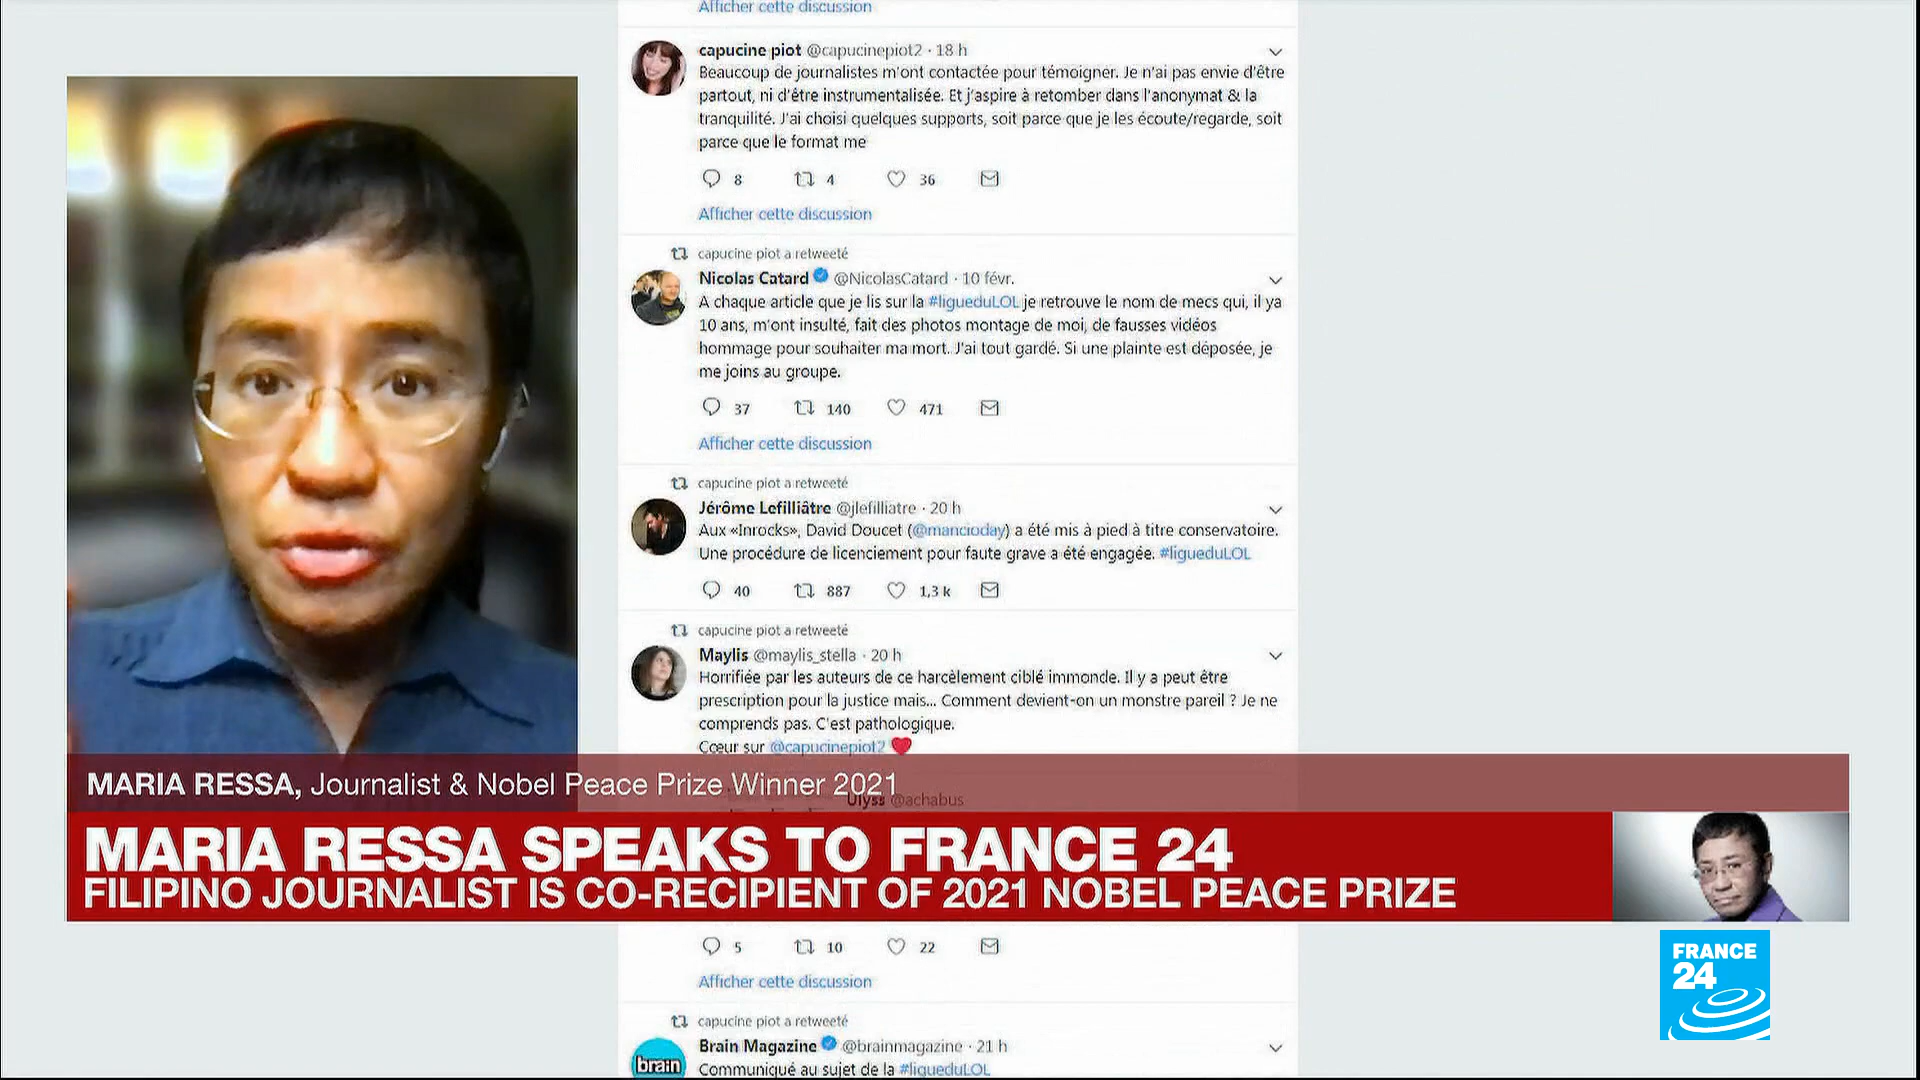 Afficher cette discussion
capucine piot @capucinepiot2 · 18 h
Beaucoup de journalistes m'ont contactée pour témoigner. Je n'ai pas envie d'être
partout, ni d'être instrumentalisée. Et j'aspire à retomber dans l'anonymat & la
tranquilité. J'ai choisi quelques supports, soit parce que je les écoute/regarde, soit
parce que le format me
8 4 36
Afficher cette discussion
capucine piot a retweeté
Nicolas Catard @NicolasCatard · 10 févr.
A chaque article que je lis sur la #ligueduLOL je retrouve le nom de mecs qui, il ya
10 ans, m'ont insulté, fait des photos montage de moi, de fausses vidéos
hommage pour souhaiter ma mort. J'ai tout gardé. Si une plainte est déposée, je
me joins au groupe.
37 140 471
Afficher cette discussion
capucine piot a retweeté
Jérôme Lefilliâtre @jlefilliatre · 20 h
Aux «Inrocks», David Doucet (@mancioday) a été mis à pied à titre conservatoire.
Une procédure de licenciement pour faute grave a été engagée. #ligueduLOL
40 887 1,3 k
capucine piot a retweeté
Maylis @maylis_stella · 20 h
Horrifiée par les auteurs de ce harcèlement ciblé immonde. Il y a peut être
prescription pour la justice mais... Comment devient-on un monstre pareil ? Je ne
comprends pas. C'est pathologique.
Cœur sur @capucinepiot2 ❤
MARIA RESSA, Journalist & Nobel Peace Prize Winner 2021
Ulyss @achabus
MARIA RESSA SPEAKS TO FRANCE 24
FILIPINO JOURNALIST IS CO-RECIPIENT OF 2021 NOBEL PEACE PRIZE
FRANCE
24
5 10 22
Afficher cette discussion
capucine piot a retweeté
Brain Magazine @brainmagazine · 21 h
brain
Communiqué au sujet de la #ligueduLOL